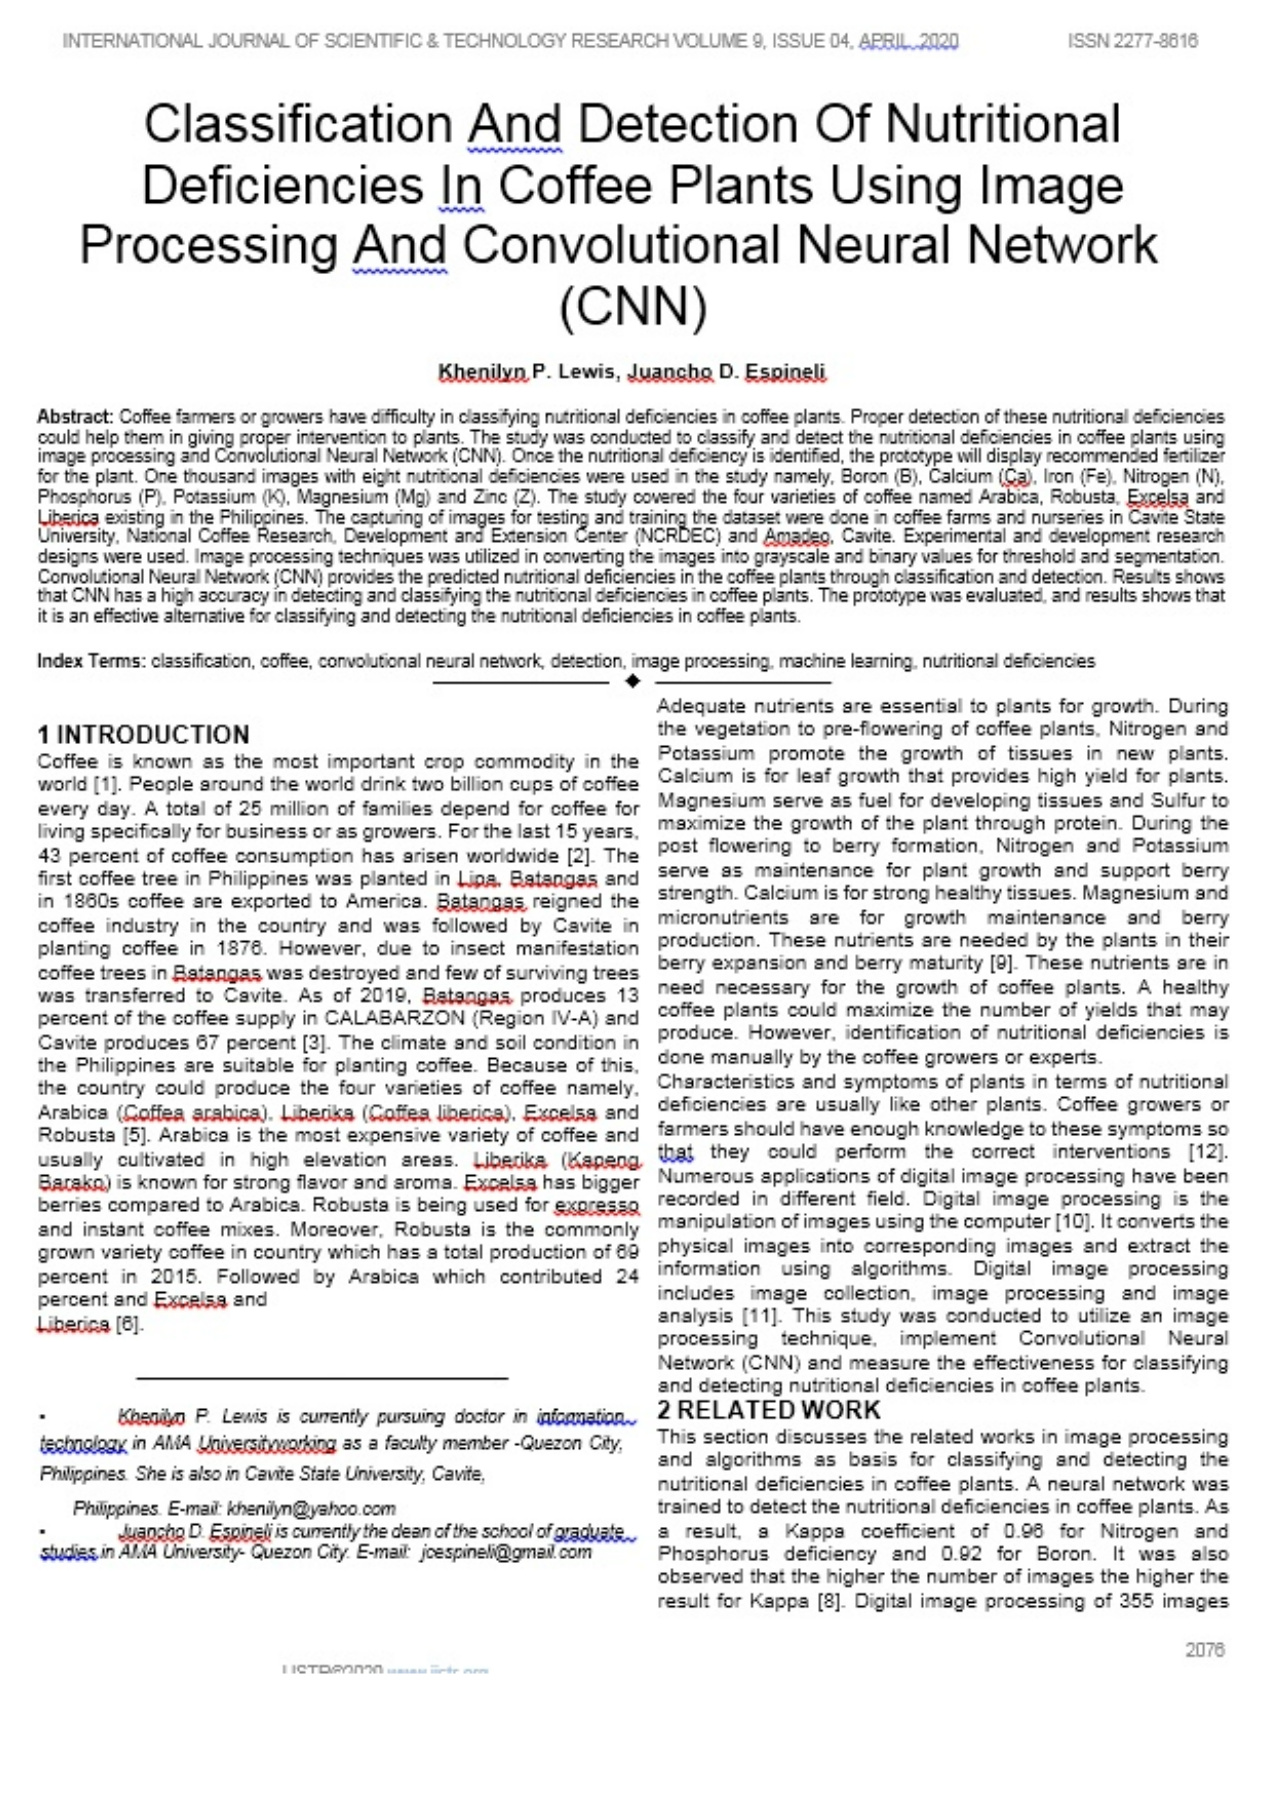 INTERNATIONAL JOURNAL OF SCIENTIFIC & TECHNOLOGY RESEARCH VOLUME 9, ISSUE 04, APRIL 2020 ISSN 2277-8616
Classification And Detection Of Nutritional
Deficiencies In Coffee Plants Using Image
Processing And Convolutional Neural Network
(CNN)
Khenilyn P. Lewis, Juancho D. Espineli
Abstract: Coffee farmers or growers have difficulty in classifying nutritional deficiencies in coffee plants. Proper detection of these nutritional deficiencies
could help them in giving proper intervention to plants. The study was conducted to classify and detect the nutritional deficiencies in coffee plants using
image processing and Convolutional Neural Network (CNN). Once the nutritional deficiency is identified, the prototype will display recommended fertilizer
for the plant. One thousand images with eight nutritional deficiencies were used in the study namely, Boron (B), Calcium (Ca), Iron (Fe), Nitrogen (N),
Phosphorus (P), Potassium (K), Magnesium (Mg) and Zinc (Z). The study covered the four varieties of coffee named Arabica, Robusta, Excelsa and
Liberica existing in the Philippines. The capturing of images for testing and training the dataset were done in coffee farms and nurseries in Cavite State
University, National Coffee Research, Development and Extension Center (NCRDEC) and Amadeo, Cavite. Experimental and development research
designs were used. Image processing techniques was utilized in converting the images into grayscale and binary values for threshold and segmentation.
Convolutional Neural Network (CNN) provides the predicted nutritional deficiencies in the coffee plants through classification and detection. Results shows
that CNN has a high accuracy in detecting and classifying the nutritional deficiencies in coffee plants. The prototype was evaluated, and results shows that
it is an effective alternative for classifying and detecting the nutritional deficiencies in coffee plants.
Index Terms: classification, coffee, convolutional neural network, detection, image processing, machine learning, nutritional deficiencies
1 INTRODUCTION
Coffee is known as the most important crop commodity in the
world [1]. People around the world drink two billion cups of coffee
every day. A total of 25 million of families depend for coffee for
living specifically for business or as growers. For the last 15 years,
43 percent of coffee consumption has arisen worldwide [2]. The
first coffee tree in Philippines was planted in Lipa, Batangas and
in 1860s coffee are exported to America. Batangas reigned the
coffee industry in the country and was followed by Cavite in
planting coffee in 1876. However, due to insect manifestation
coffee trees in Batangas was destroyed and few of surviving trees
was transferred to Cavite. As of 2019, Batangas produces 13
percent of the coffee supply in CALABARZON (Region IV-A) and
Cavite produces 67 percent [3]. The climate and soil condition in
the Philippines are suitable for planting coffee. Because of this,
the country could produce the four varieties of coffee namely,
Arabica (Coffea arabica), Liberika (Coffea liberica), Excelsa and
Robusta [5]. Arabica is the most expensive variety of coffee and
usually cultivated in high elevation areas. Liberika (Kapeng
Barako) is known for strong flavor and aroma. Excelsa has bigger
berries compared to Arabica. Robusta is being used for expresso
and instant coffee mixes. Moreover, Robusta is the commonly
grown variety coffee in country which has a total production of 69
percent in 2015. Followed by Arabica which contributed 24
percent and Excelsa and
Liberica [6].
• Khenilyn P. Lewis is currently pursuing doctor in information
technology in AMA Universityworking as a faculty member -Quezon City,
Philippines. She is also in Cavite State University, Cavite,
Philippines. E-mail: khenilyn@yahoo.com
• Juancho D. Espineli is currently the dean of the school of graduate
studies in AMA University- Quezon City. E-mail: jcespineli@gmail.com
Adequate nutrients are essential to plants for growth. During
the vegetation to pre-flowering of coffee plants, Nitrogen and
Potassium promote the growth of tissues in new plants.
Calcium is for leaf growth that provides high yield for plants.
Magnesium serve as fuel for developing tissues and Sulfur to
maximize the growth of the plant through protein. During the
post flowering to berry formation, Nitrogen and Potassium
serve as maintenance for plant growth and support berry
strength. Calcium is for strong healthy tissues. Magnesium and
micronutrients are for growth maintenance and berry
production. These nutrients are needed by the plants in their
berry expansion and berry maturity [9]. These nutrients are in
need necessary for the growth of coffee plants. A healthy
coffee plants could maximize the number of yields that may
produce. However, identification of nutritional deficiencies is
done manually by the coffee growers or experts.
Characteristics and symptoms of plants in terms of nutritional
deficiencies are usually like other plants. Coffee growers or
farmers should have enough knowledge to these symptoms so
that they could perform the correct interventions [12].
Numerous applications of digital image processing have been
recorded in different field. Digital image processing is the
manipulation of images using the computer [10]. It converts the
physical images into corresponding images and extract the
information using algorithms. Digital image processing
includes image collection, image processing and image
analysis [11]. This study was conducted to utilize an image
processing technique, implement Convolutional Neural
Network (CNN) and measure the effectiveness for classifying
and detecting nutritional deficiencies in coffee plants.
2 RELATED WORK
This section discusses the related works in image processing
and algorithms as basis for classifying and detecting the
nutritional deficiencies in coffee plants. A neural network was
trained to detect the nutritional deficiencies in coffee plants. As
a result, a Kappa coefficient of 0.96 for Nitrogen and
Phosphorus deficiency and 0.92 for Boron. It was also
observed that the higher the number of images the higher the
result for Kappa [8]. Digital image processing of 355 images
2076